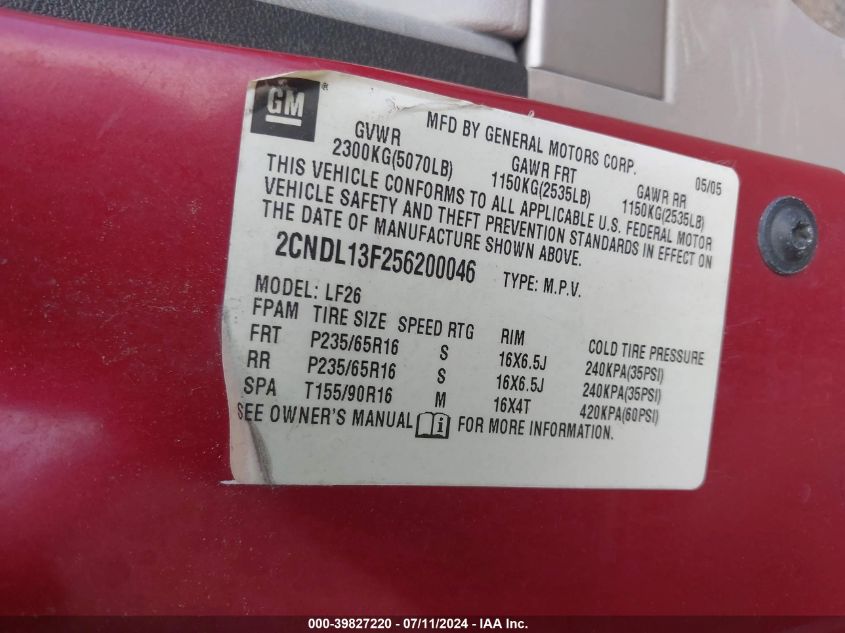 GM ®
MFD BY GENERAL MOTORS CORP. 05/05
GVWR GAWR FRT GAWR RR
2300KG(5070LB) 1150KG(2535LB) 1150KG(2535LB)
THIS VEHICLE CONFORMS TO ALL APPLICABLE U.S. FEDERAL MOTOR
VEHICLE SAFETY AND THEFT PREVENTION STANDARDS IN EFFECT ON
THE DATE OF MANUFACTURE SHOWN ABOVE.
2CNDL13F256200046 TYPE: M.P.V.
MODEL: LF26
FPAM TIRE SIZE SPEED RTG RIM COLD TIRE PRESSURE
FRT P235/65R16 S 16X6.5J 240KPA(35PSI)
RR P235/65R16 S 16X6.5J 240KPA(35PSI)
SPA T155/90R16 M 16X4T 420KPA(60PSI)
SEE OWNER'S MANUAL i FOR MORE INFORMATION.
000-39827220 - 07/11/2024 - IAA Inc.